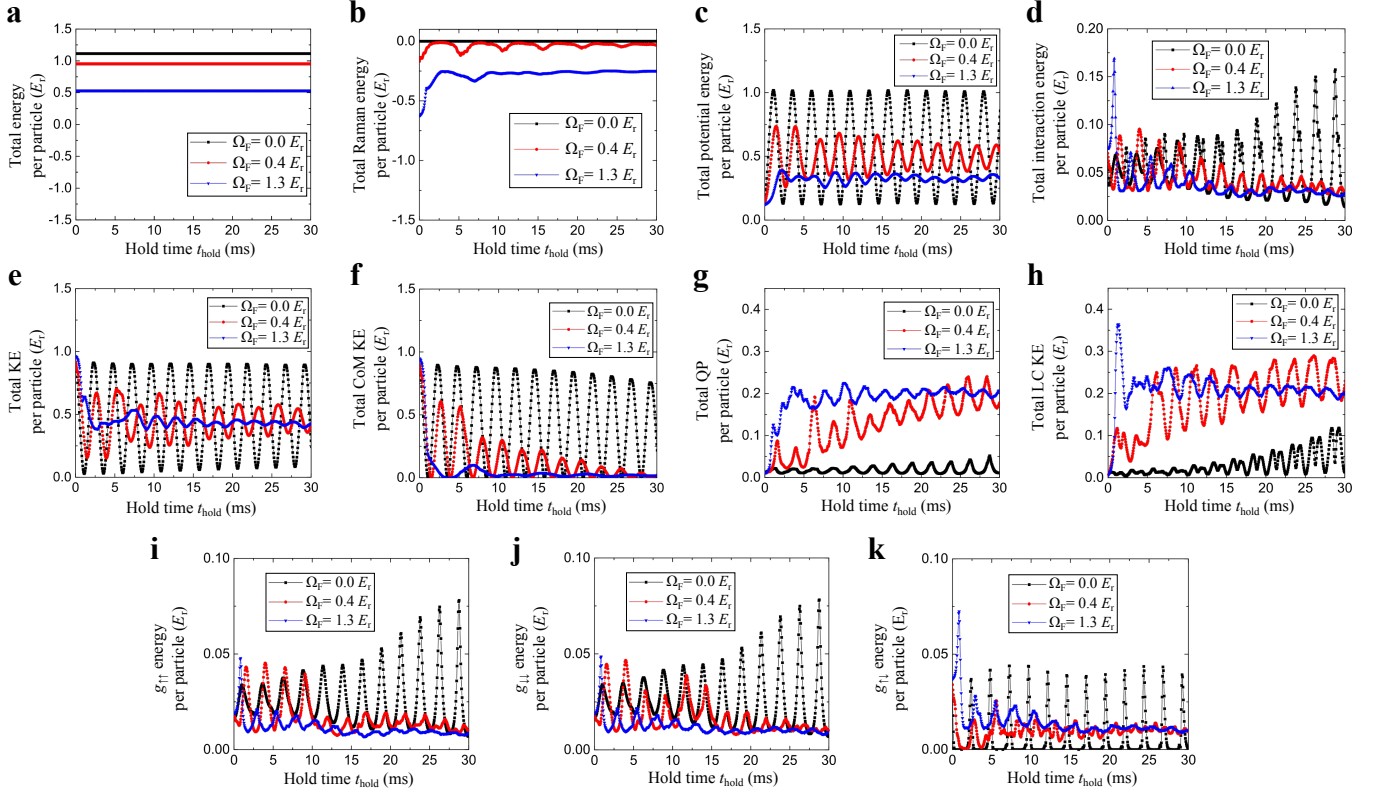 a
Total energy
per particle (Er)
1.5
1.0
0.5
0.0
-0.5
-1.0
-1.5
ΩF= 0.0 Er
ΩF= 0.4 Er
ΩF= 1.3 Er
0 5 10 15 20 25 30
Hold time thold (ms)
b
Total Raman energy
per particle (Er)
0.0
-0.5
-1.0
-1.5
ΩF= 0.0 Er
ΩF= 0.4 Er
ΩF= 1.3 Er
0 5 10 15 20 25 30
Hold time thold (ms)
c
Total potential energy
per particle (Er)
1.5
1.0
0.5
0.0
ΩF= 0.0 Er
ΩF= 0.4 Er
ΩF= 1.3 Er
0 5 10 15 20 25 30
Hold time thold (ms)
d
Total interaction energy
per particle (Er)
0.20
0.15
0.10
0.05
0.00
ΩF= 0.0 Er
ΩF= 0.4 Er
ΩF= 1.3 Er
0 5 10 15 20 25 30
Hold time thold (ms)
e
Total KE
per particle (Er)
1.5
1.0
0.5
0.0
ΩF= 0.0 Er
ΩF= 0.4 Er
ΩF= 1.3 Er
0 5 10 15 20 25 30
Hold time thold (ms)
f
Total CoM KE
per particle (Er)
1.5
1.0
0.5
0.0
ΩF= 0.0 Er
ΩF= 0.4 Er
ΩF= 1.3 Er
0 5 10 15 20 25 30
Hold time thold (ms)
g
Total QP
per particle (Er)
0.4
0.3
0.2
0.1
0.0
ΩF= 0.0 Er
ΩF= 0.4 Er
ΩF= 1.3 Er
0 5 10 15 20 25 30
Hold time thold (ms)
h
Total LC KE
per particle (Er)
0.4
0.3
0.2
0.1
0.0
ΩF= 0.0 Er
ΩF= 0.4 Er
ΩF= 1.3 Er
0 5 10 15 20 25 30
Hold time thold (ms)
i
g↑↑ energy
per particle (Er)
0.10
0.05
0.00
ΩF= 0.0 Er
ΩF= 0.4 Er
ΩF= 1.3 Er
0 5 10 15 20 25 30
Hold time thold (ms)
j
g↓↓ energy
per particle (Er)
0.10
0.05
0.00
ΩF= 0.0 Er
ΩF= 0.4 Er
ΩF= 1.3 Er
0 5 10 15 20 25 30
Hold time thold (ms)
k
g↑↓ energy
per particle (Er)
0.10
0.05
0.00
ΩF= 0.0 Er
ΩF= 0.4 Er
ΩF= 1.3 Er
0 5 10 15 20 25 30
Hold time thold (ms)